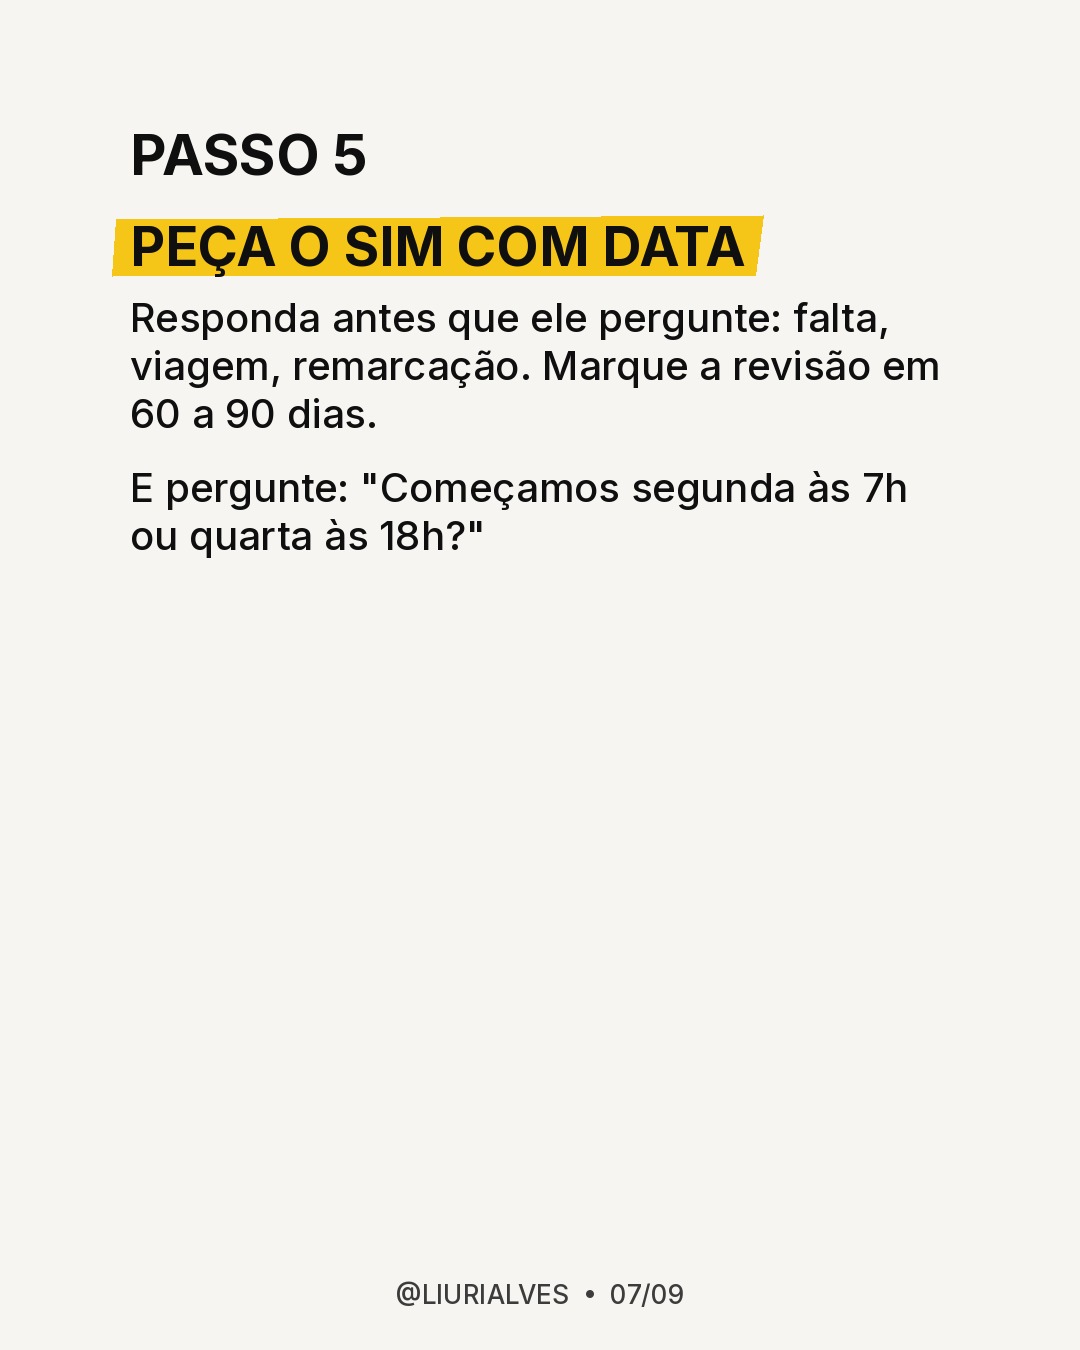 PASSO 5
PEÇA O SIM COM DATA
Responda antes que ele pergunte: falta,
viagem, remarcação. Marque a revisão em
60 a 90 dias.
E pergunte: "Começamos segunda às 7h
ou quarta às 18h?"
@LIURIALVES • 07/09